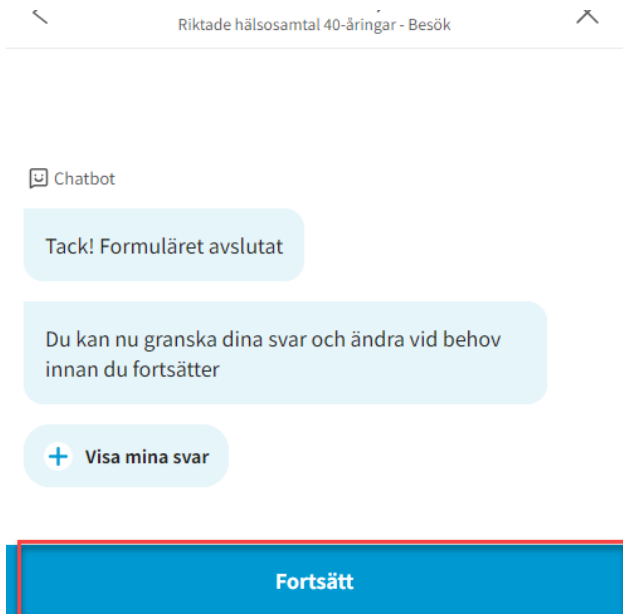 Riktade hälsosamtal 40-åringar - Besök
Chatbot
Tack! Formuläret avslutat
Du kan nu granska dina svar och ändra vid behov
innan du fortsätter
Visa mina svar
Fortsätt